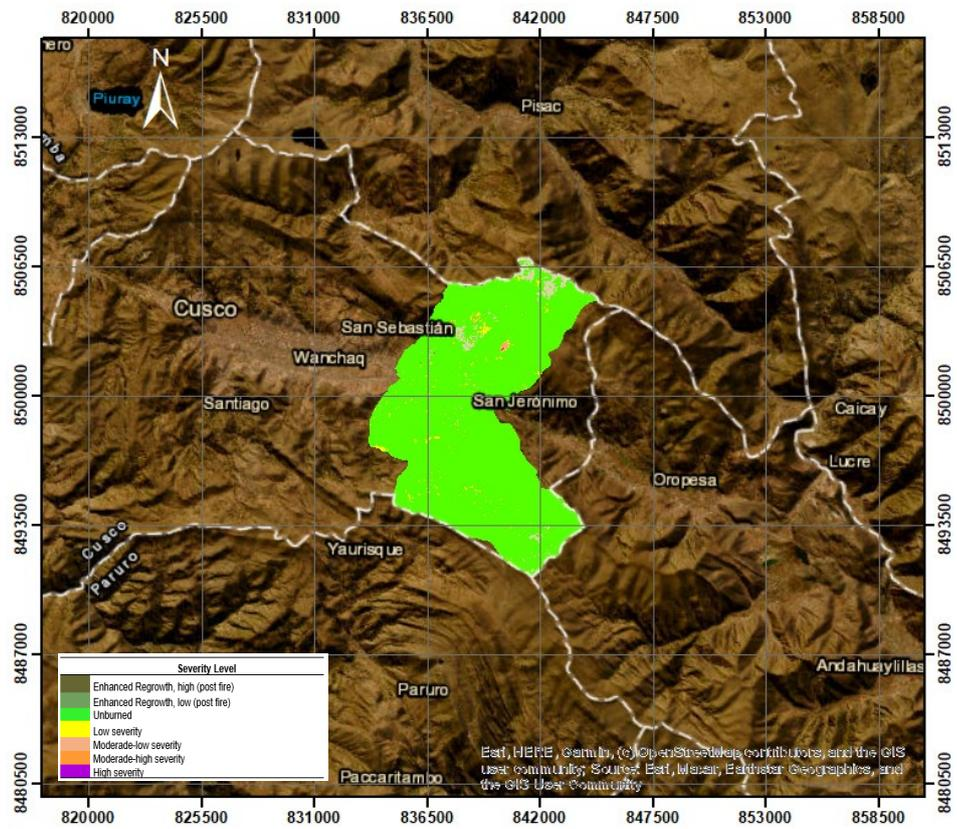 820000 825500 831000 836500 842000 847500 853000 858500
nero
N
Piuray
Pisac
mba
8513000 8513000
8506500 8506500
Cusco
San Sebastián
Wanchaq
8500000 8500000
Santiago
San Jerónimo
Caicay
Lucre
Oropesa
8493500 8493500
Cusco
Paruro
Yaurisque
8487000 8487000
Severity Level
Enhanced Regrowth, high (post fire)
Enhanced Regrowth, low (post fire)
Unburned
Low severity
Moderate-low severity
Moderate-high severity
High severity
Andahuaylillas
Paruro
Paccaritambo
Esri, HERE, Garmin, (c) OpenStreetMap contributors, and the GIS
user community; Source: Esri, Maxar, Earthstar Geographics, and
the GIS User Community
8480500 8480500
820000 825500 831000 836500 842000 847500 853000 858500